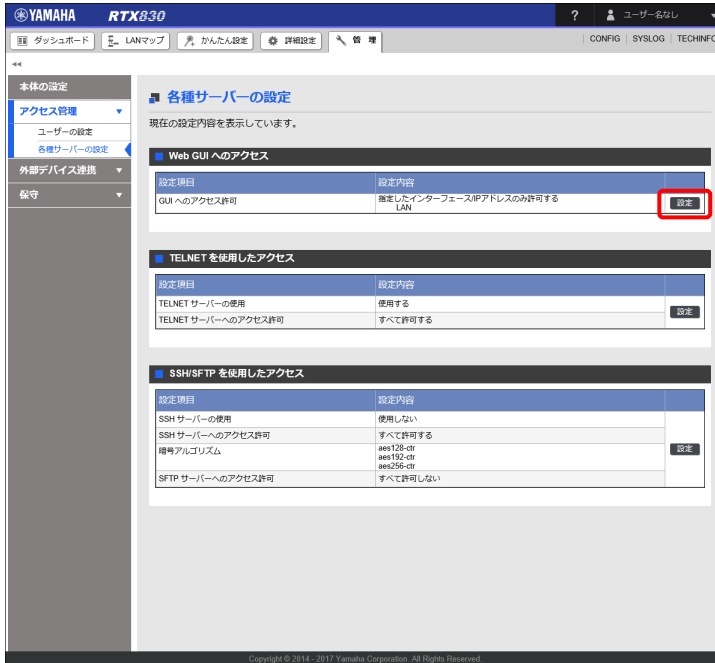 YAMAHA RTX830 ? ユーザー名なし
ダッシュボード LANマップ かんたん設定 詳細設定 管理 CONFIG SYSLOG TECHINFO
本体の設定
アクセス管理
ユーザーの設定
各種サーバーの設定
外部デバイス連携
保守
各種サーバーの設定
現在の設定内容を表示しています。
Web GUI へのアクセス
設定項目 設定内容
GUI へのアクセス許可 指定したインターフェース/IPアドレスのみ許可する
LAN
設定
TELNET を使用したアクセス
設定項目 設定内容
TELNET サーバーの使用 使用する
TELNET サーバーへのアクセス許可 すべて許可する
設定
SSH/SFTP を使用したアクセス
設定項目 設定内容
SSH サーバーの使用 使用しない
SSH サーバーへのアクセス許可 すべて許可する
暗号アルゴリズム aes128-ctr
aes192-ctr
aes256-ctr
設定
SFTP サーバーへのアクセス許可 すべて許可しない
Copyright © 2014 - 2017 Yamaha Corporation. All Rights Reserved.